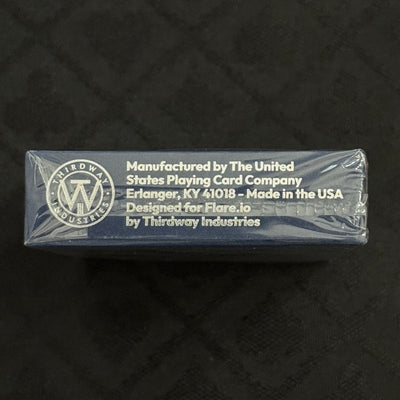 THIRDWAY
INDUSTRIES
Manufactured by The United
States Playing Card Company
Erlanger, KY 41018 - Made in the USA
Designed for Flare.io
by Thirdway Industries